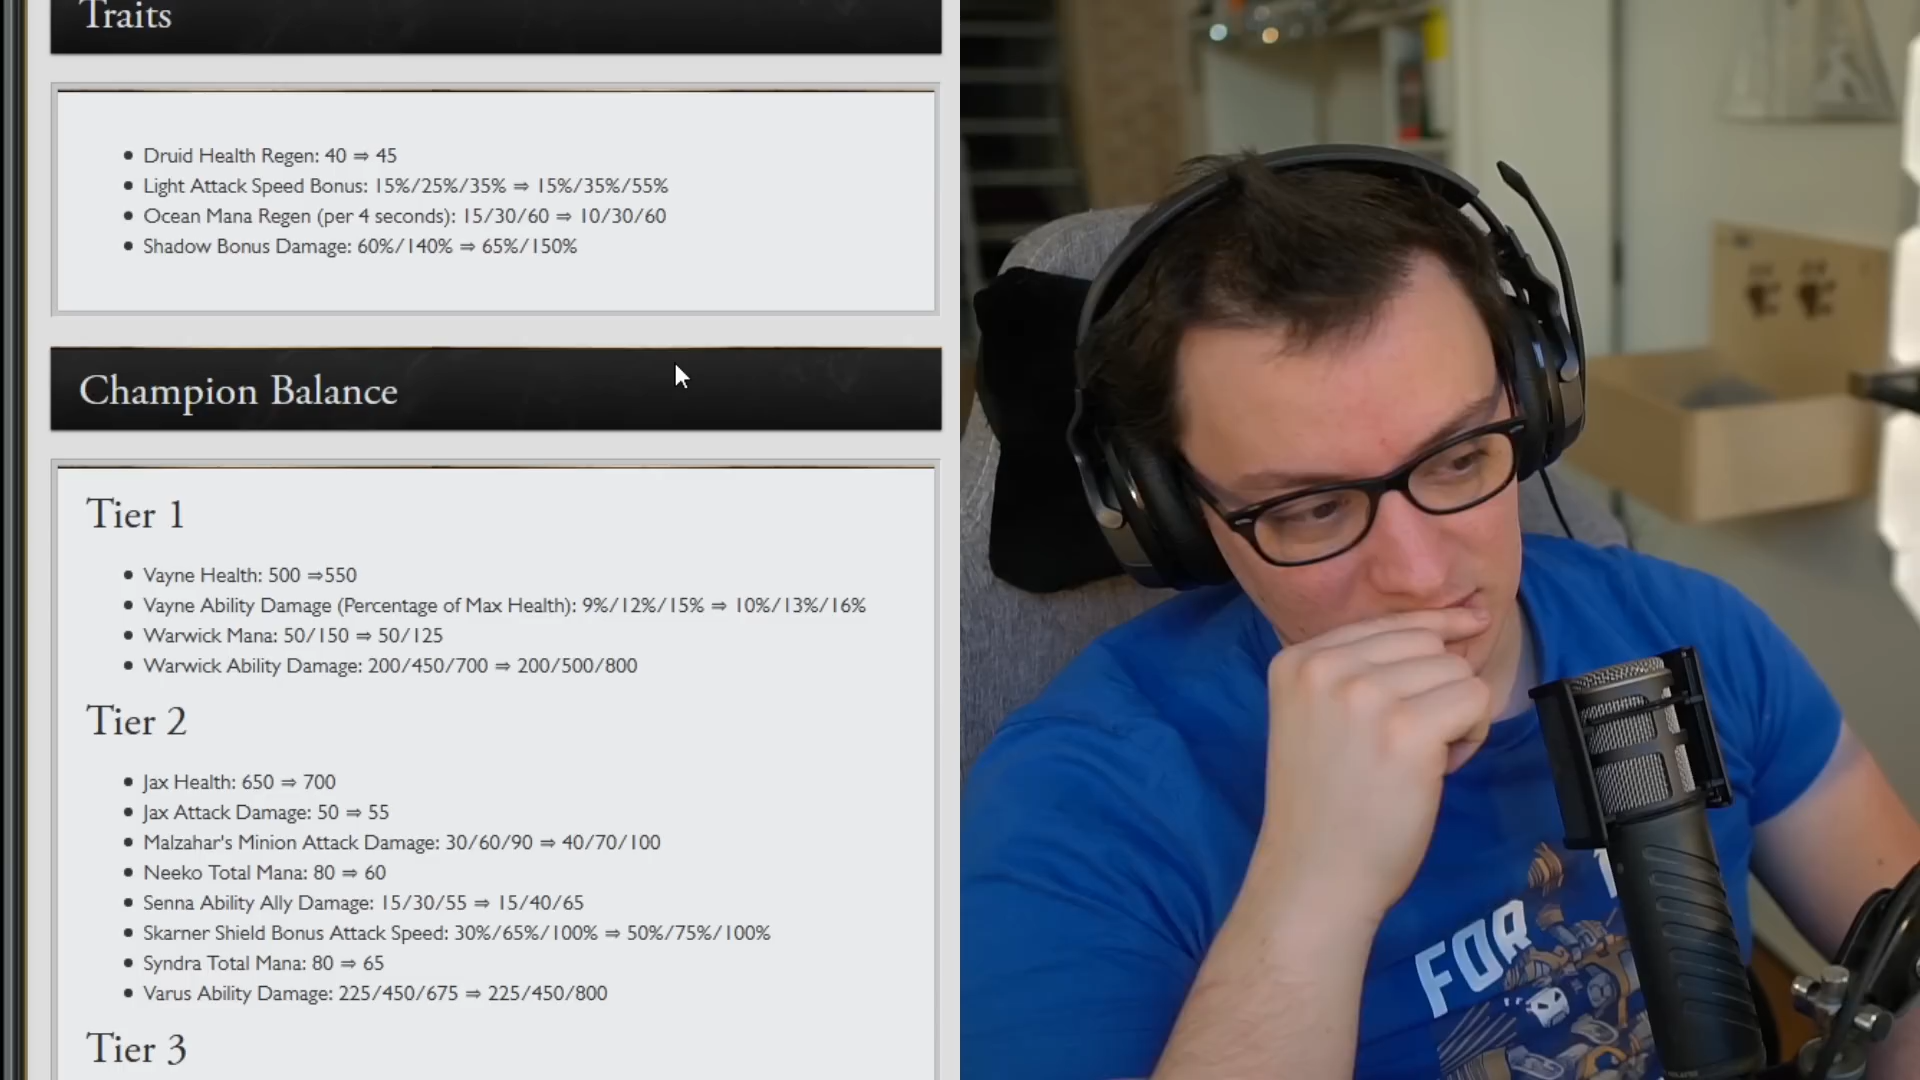 Traits
Druid Health Regen: 40 ⇒ 45
Light Attack Speed Bonus: 15%/25%/35% ⇒ 15%/35%/55%
Ocean Mana Regen (per 4 seconds): 15/30/60 ⇒ 10/30/60
Shadow Bonus Damage: 60%/140% ⇒ 65%/150%
Champion Balance
Tier 1
Vayne Health: 500 ⇒550
Vayne Ability Damage (Percentage of Max Health): 9%/12%/15% ⇒ 10%/13%/16%
Warwick Mana: 50/150 ⇒ 50/125
Warwick Ability Damage: 200/450/700 ⇒ 200/500/800
Tier 2
Jax Health: 650 ⇒ 700
Jax Attack Damage: 50 ⇒ 55
Malzahar's Minion Attack Damage: 30/60/90 ⇒ 40/70/100
Neeko Total Mana: 80 ⇒ 60
Senna Ability Ally Damage: 15/30/55 ⇒ 15/40/65
Skarner Shield Bonus Attack Speed: 30%/65%/100% ⇒ 50%/75%/100%
Syndra Total Mana: 80 ⇒ 65
Varus Ability Damage: 225/450/675 ⇒ 225/450/800
Tier 3
FOR